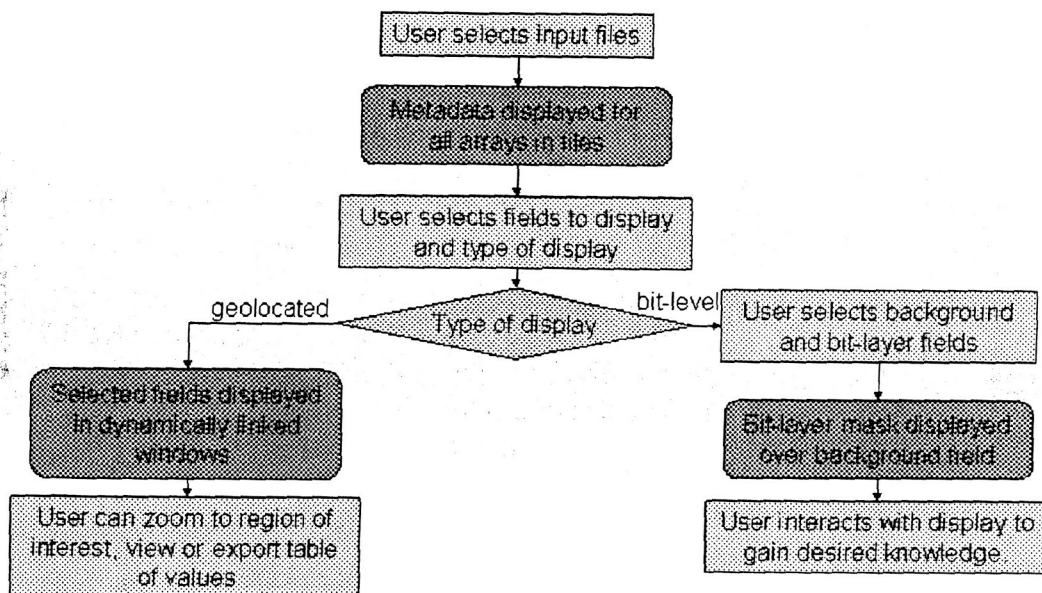 User selects input files
Metadata displayed for
all arrays in files
User selects fields to display
and type of display
geolocated
Type of display
bit-level
User selects background
and bit-layer fields
Selected fields displayed
in dynamically linked
windows
Bit-layer mask displayed
over background field
User can zoom to region of
interest, view or export table
of values
User interacts with display to
gain desired knowledge.